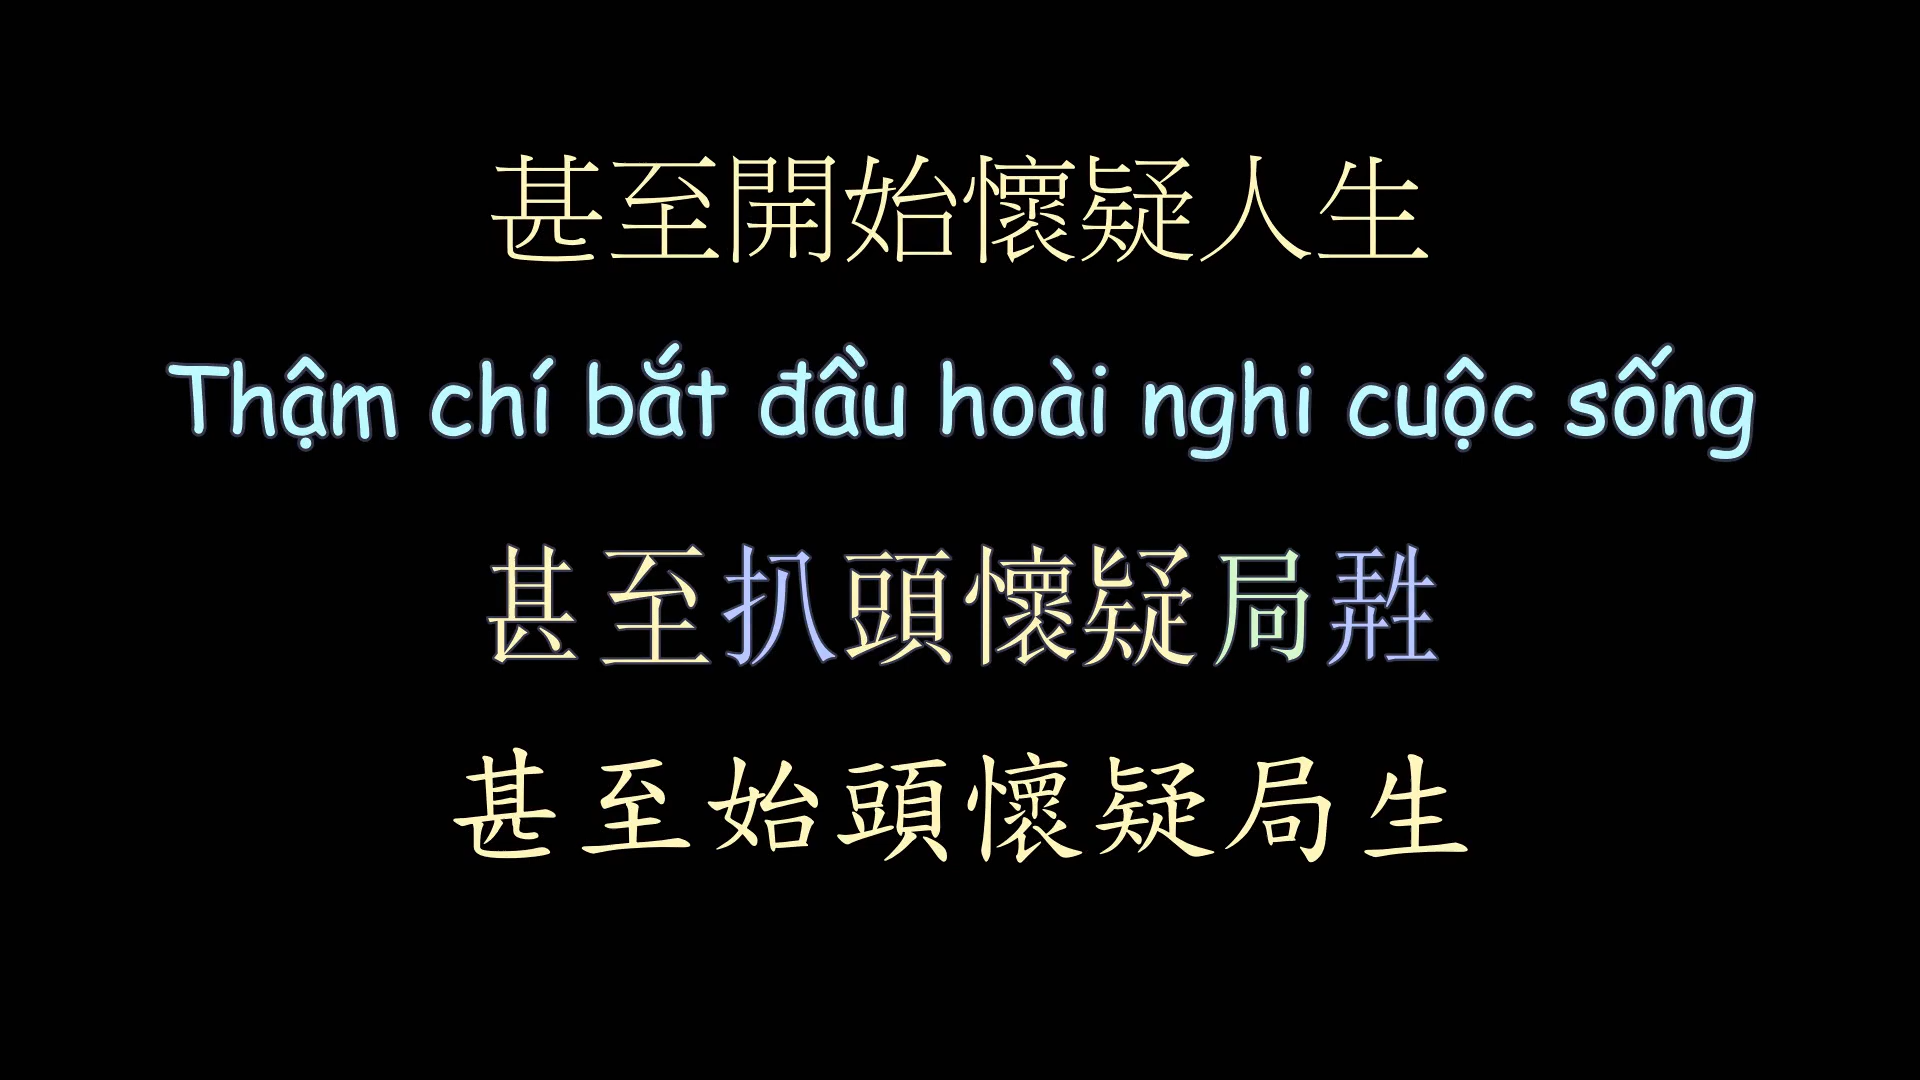 甚至開始懷疑人生
Thậm chí bắt đầu hoài nghi cuộc sống
甚至扒頭懷疑局𤯩
甚至始頭懷疑局生